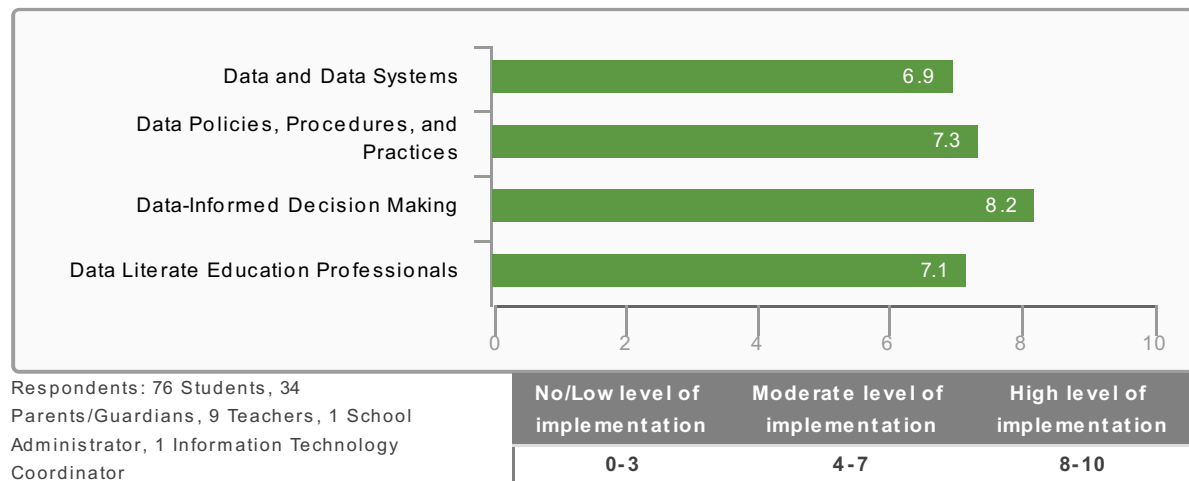 Data and Data Systems
6.9
Data Policies, Procedures, and
Practices
7.3
Data-Informed Decision Making
8.2
Data Literate Education Professionals
7.1
0 2 4 6 8 10
Respondents: 76 Students, 34
Parents/Guardians, 9 Teachers, 1 School
Administrator, 1 Information Technology
Coordinator
No/Low level of
implementation
Moderate level of
implementation
High level of
implementation
0-3 4-7 8-10